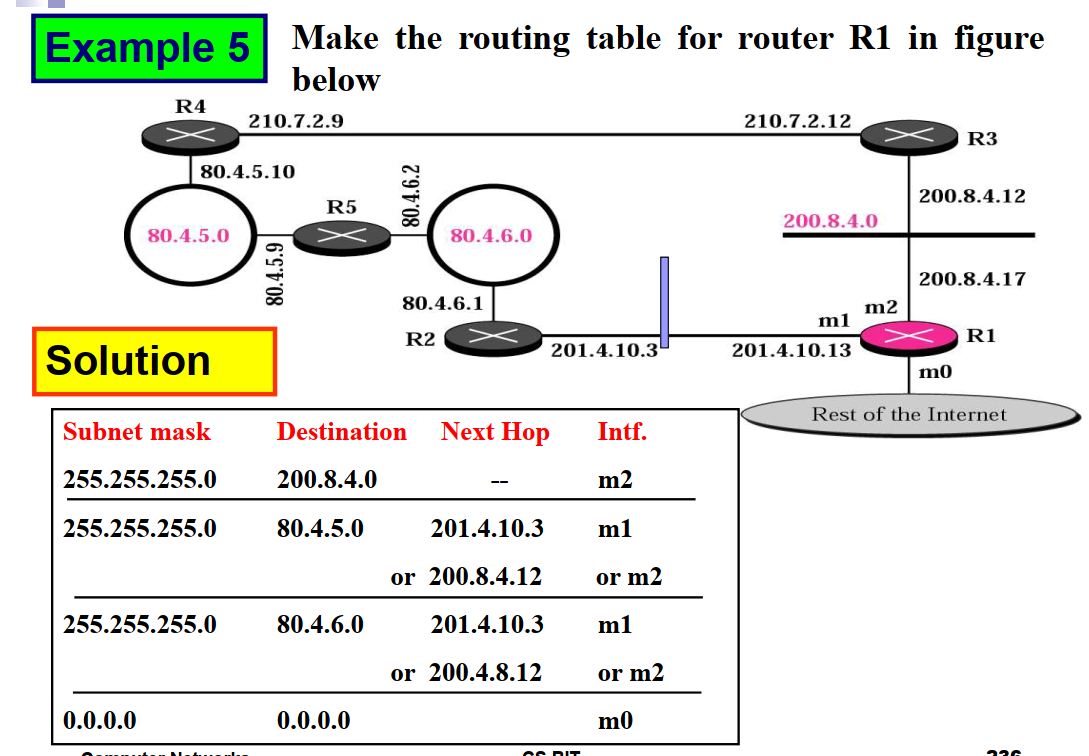 Example 5
Make the routing table for router R1 in figure
below
R4
210.7.2.9
210.7.2.12
R3
80.4.5.10
80.4.6.2
200.8.4.12
R5
200.8.4.0
80.4.5.0
80.4.6.0
80.4.5.9
200.8.4.17
80.4.6.1
m2
m1
R2
R1
201.4.10.3
201.4.10.13
m0
Solution
Rest of the Internet
Subnet mask Destination Next Hop Intf.
255.255.255.0 200.8.4.0 -- m2
255.255.255.0 80.4.5.0 201.4.10.3 m1
or 200.8.4.12 or m2
255.255.255.0 80.4.6.0 201.4.10.3 m1
or 200.4.8.12 or m2
0.0.0.0 0.0.0.0 m0
Computer Networks CS BIT 236